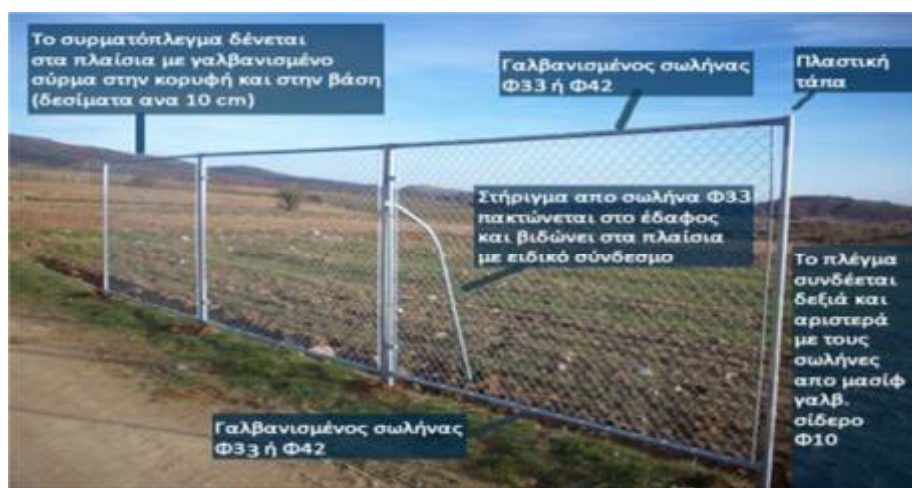 Το συρματόπλεγμα δένεται
στα πλαίσια με γαλβανισμένο
σύρμα στην κορυφή και στην βάση
(δεσίματα ανα 10 cm)
Γαλβανισμένος σωλήνας
Φ33 ή Φ42
Πλαστική
τάπα
Στήριγμα απο σωλήνα Φ33
πακτώνεται στο έδαφος
και βιδώνει στα πλαίσια
με ειδικό σύνδεσμο
Το πλέγμα
συνδέεται
δεξιά και
αριστερά
με τους
σωλήνες
απο μασίφ
γαλβ.
σίδερο
Φ10
Γαλβανισμένος σωλήνας
Φ33 ή Φ42